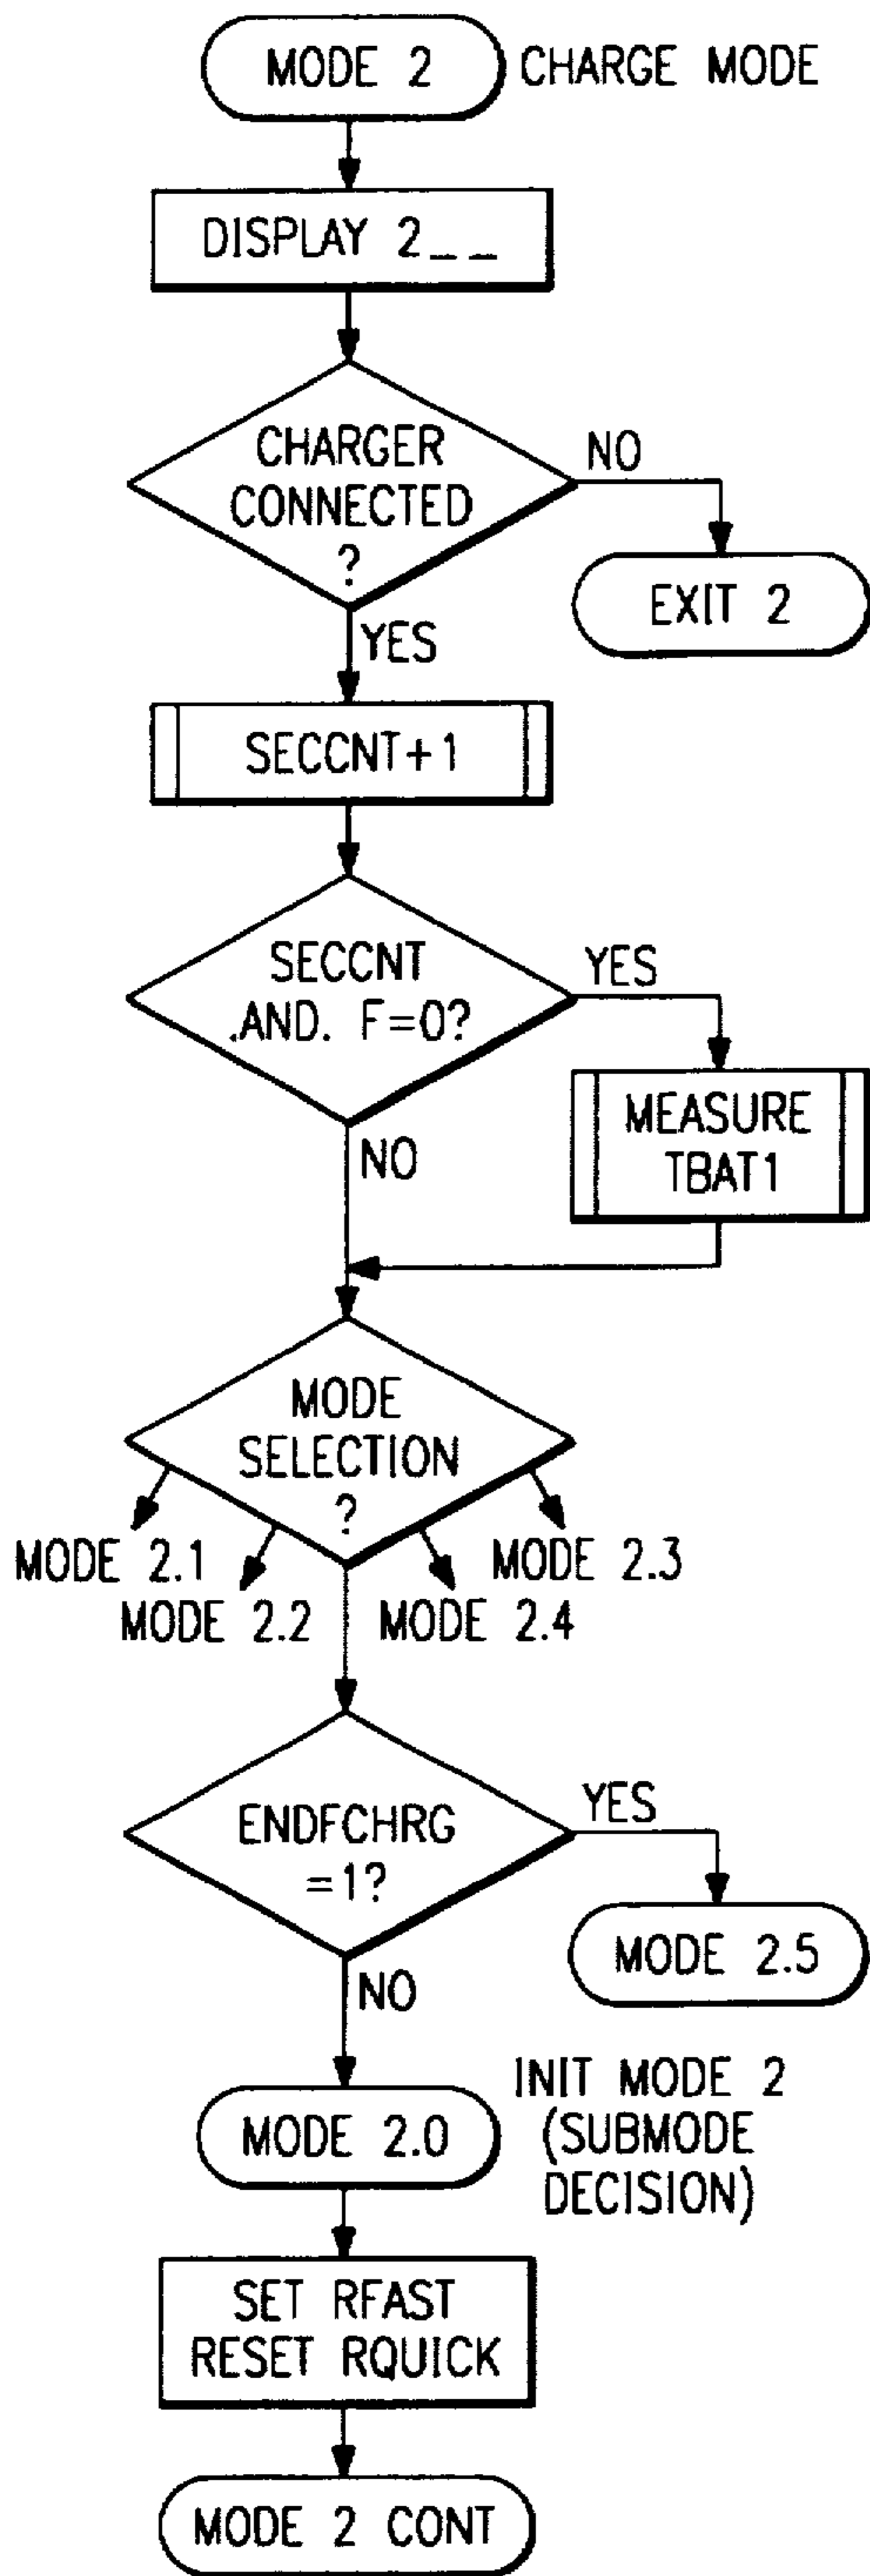 MODE 2 CHARGE MODE
DISPLAY 2_ _
CHARGER
CONNECTED
?
NO
EXIT 2
YES
SECCNT+1
SECCNT
.AND. F=0?
YES
MEASURE
TBAT1
NO
MODE
SELECTION
?
MODE 2.1
MODE 2.2
MODE 2.4
MODE 2.3
ENDFCHRG
=1?
YES
MODE 2.5
NO
MODE 2.0
INIT MODE 2
(SUBMODE
DECISION)
SET RFAST
RESET RQUICK
MODE 2 CONT